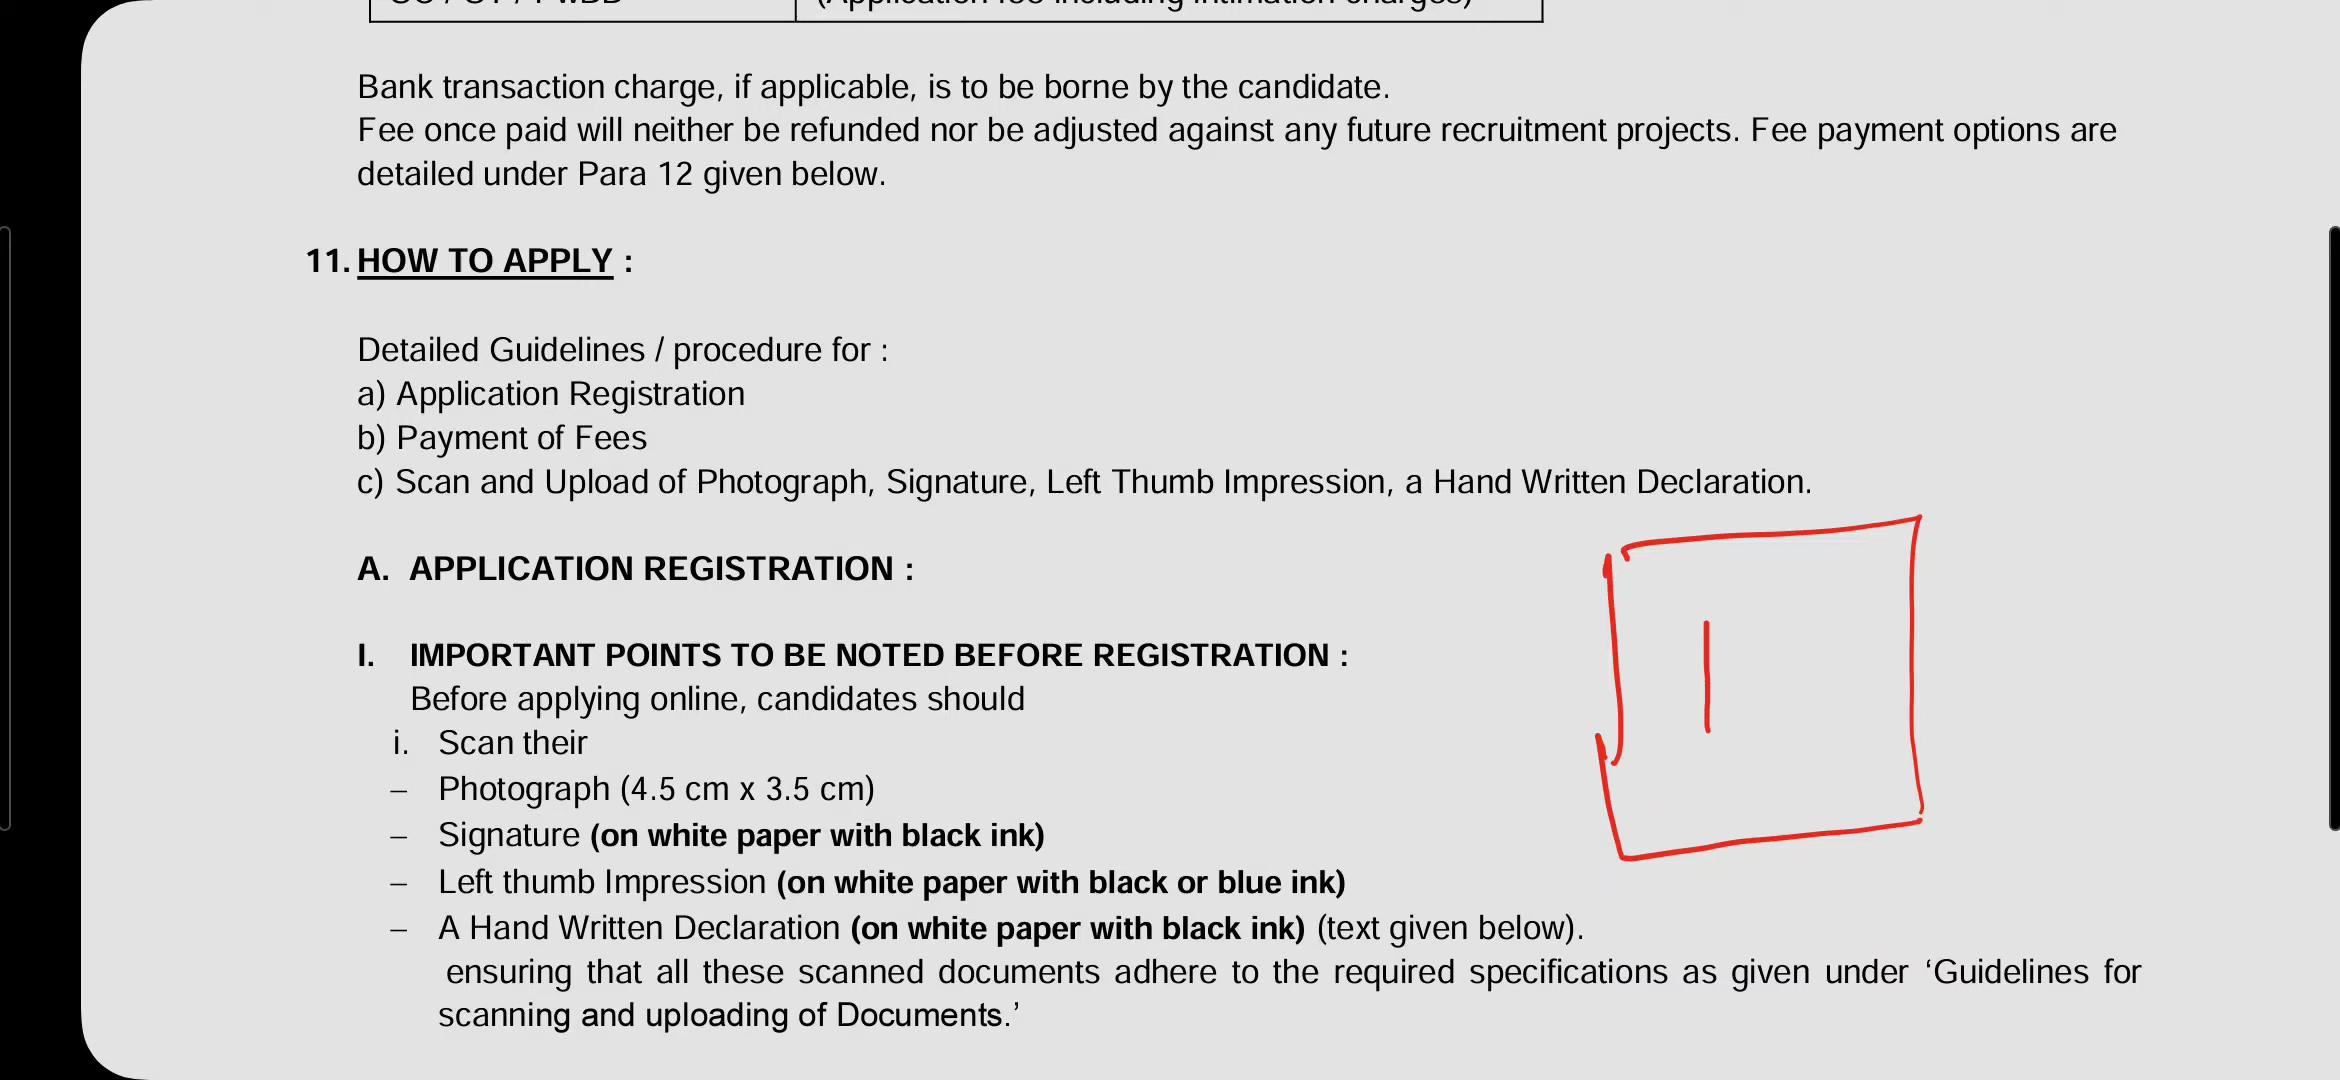 (Application fee including intimation charges)
Bank transaction charge, if applicable, is to be borne by the candidate.
Fee once paid will neither be refunded nor be adjusted against any future recruitment projects. Fee payment options are
detailed under Para 12 given below.
11. HOW TO APPLY :
Detailed Guidelines / procedure for :
a) Application Registration
b) Payment of Fees
c) Scan and Upload of Photograph, Signature, Left Thumb Impression, a Hand Written Declaration.
A. APPLICATION REGISTRATION :
I. IMPORTANT POINTS TO BE NOTED BEFORE REGISTRATION :
Before applying online, candidates should
i. Scan their
– Photograph (4.5 cm x 3.5 cm)
– Signature (on white paper with black ink)
– Left thumb Impression (on white paper with black or blue ink)
– A Hand Written Declaration (on white paper with black ink) (text given below).
ensuring that all these scanned documents adhere to the required specifications as given under ‘Guidelines for
scanning and uploading of Documents.’